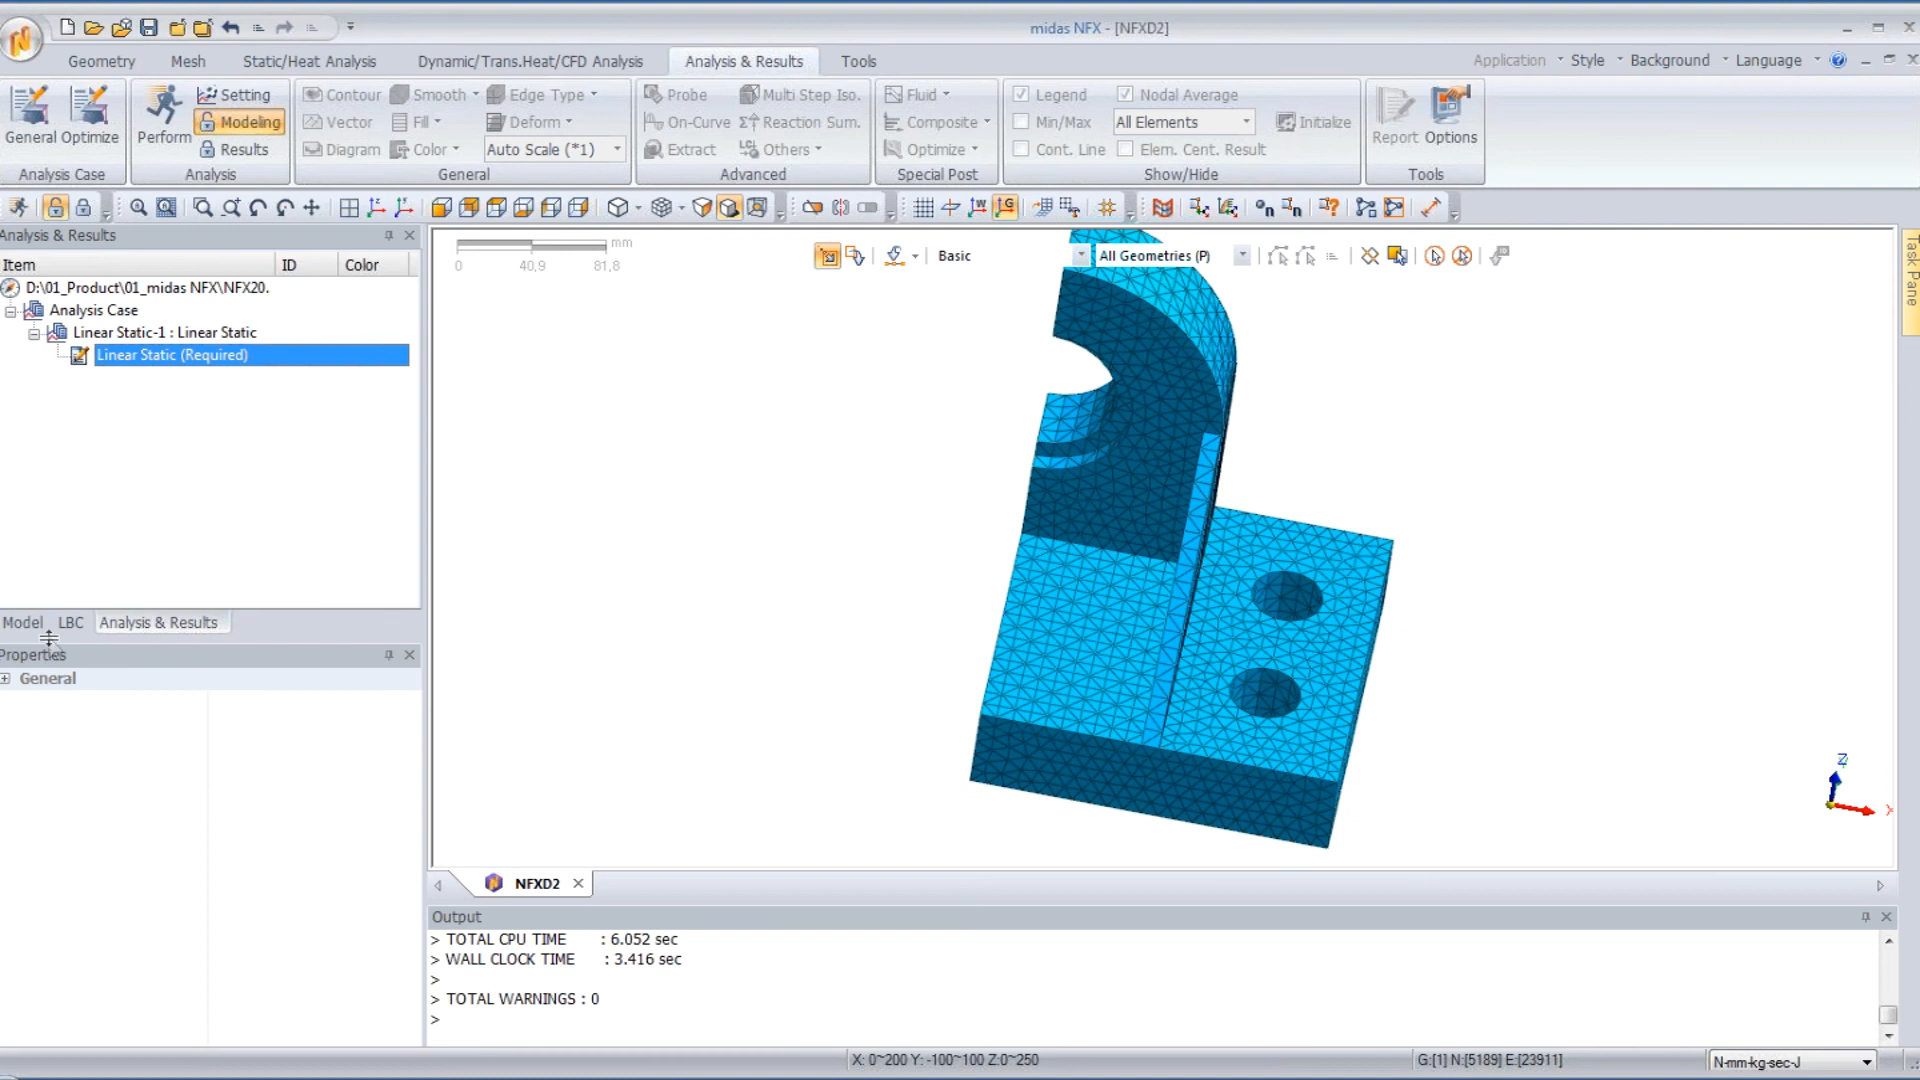 midas NFX - [NFXD2]
Geometry Mesh Static/Heat Analysis Dynamic/Trans.Heat/CFD Analysis Analysis & Results Tools
Application Style Background Language
General Optimize
Analysis Case
Perform Setting
Modeling
Results
Analysis
Contour Smooth Edge Type
Vector Fill Deform
Diagram Color Auto Scale (*1)
General
Probe Multi Step Iso.
On-Curve Reaction Sum.
Extract Others
Advanced
Fluid
Composite
Optimize
Special Post
Legend Nodal Average
Min/Max All Elements Initialize
Cont. Line Elem. Cent. Result
Show/Hide
Report Options
Tools
Analysis & Results
Item ID Color
D:\01_Product\01_midas NFX\NFX20.
Analysis Case
Linear Static-1 : Linear Static
Linear Static (Required)
Model LBC Analysis & Results
Properties
General
mm
0 40,9 81,8
Basic All Geometries (P)
Task Pane
Z
X
NFXD2
Output
> TOTAL CPU TIME : 6.052 sec
> WALL CLOCK TIME : 3.416 sec
>
> TOTAL WARNINGS : 0
>
X: 0~200 Y: -100~100 Z:0~250 G:[1] N:[5189] E:[23911] N-mm-kg-sec-J